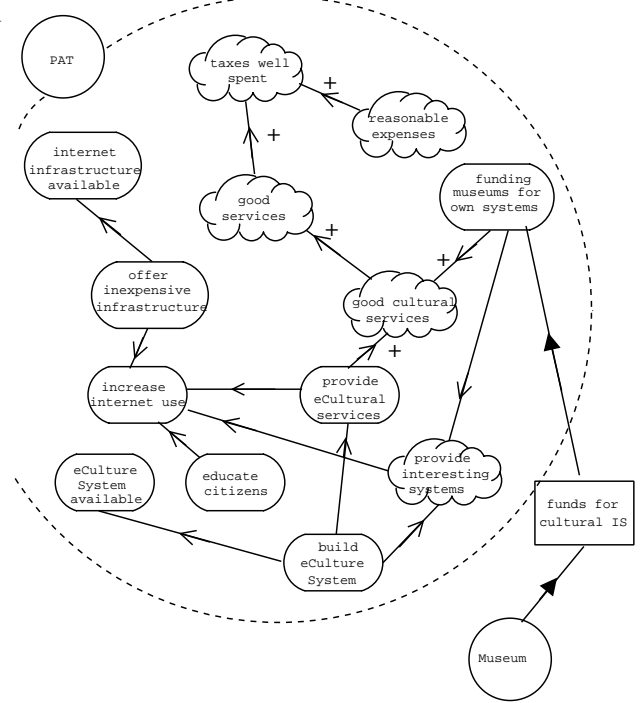 PAT
taxes well
spent
+
reasonable
expenses
internet
infrastructure
available
+
funding
museums for
own systems
good
services
+
+
offer
inexpensive
infrastructure
good cultural
services
+
increase
internet use
provide
eCultural
services
eCulture
System
available
educate
citizens
provide
interesting
systems
funds for
cultural IS
build
eCulture
System
Museum